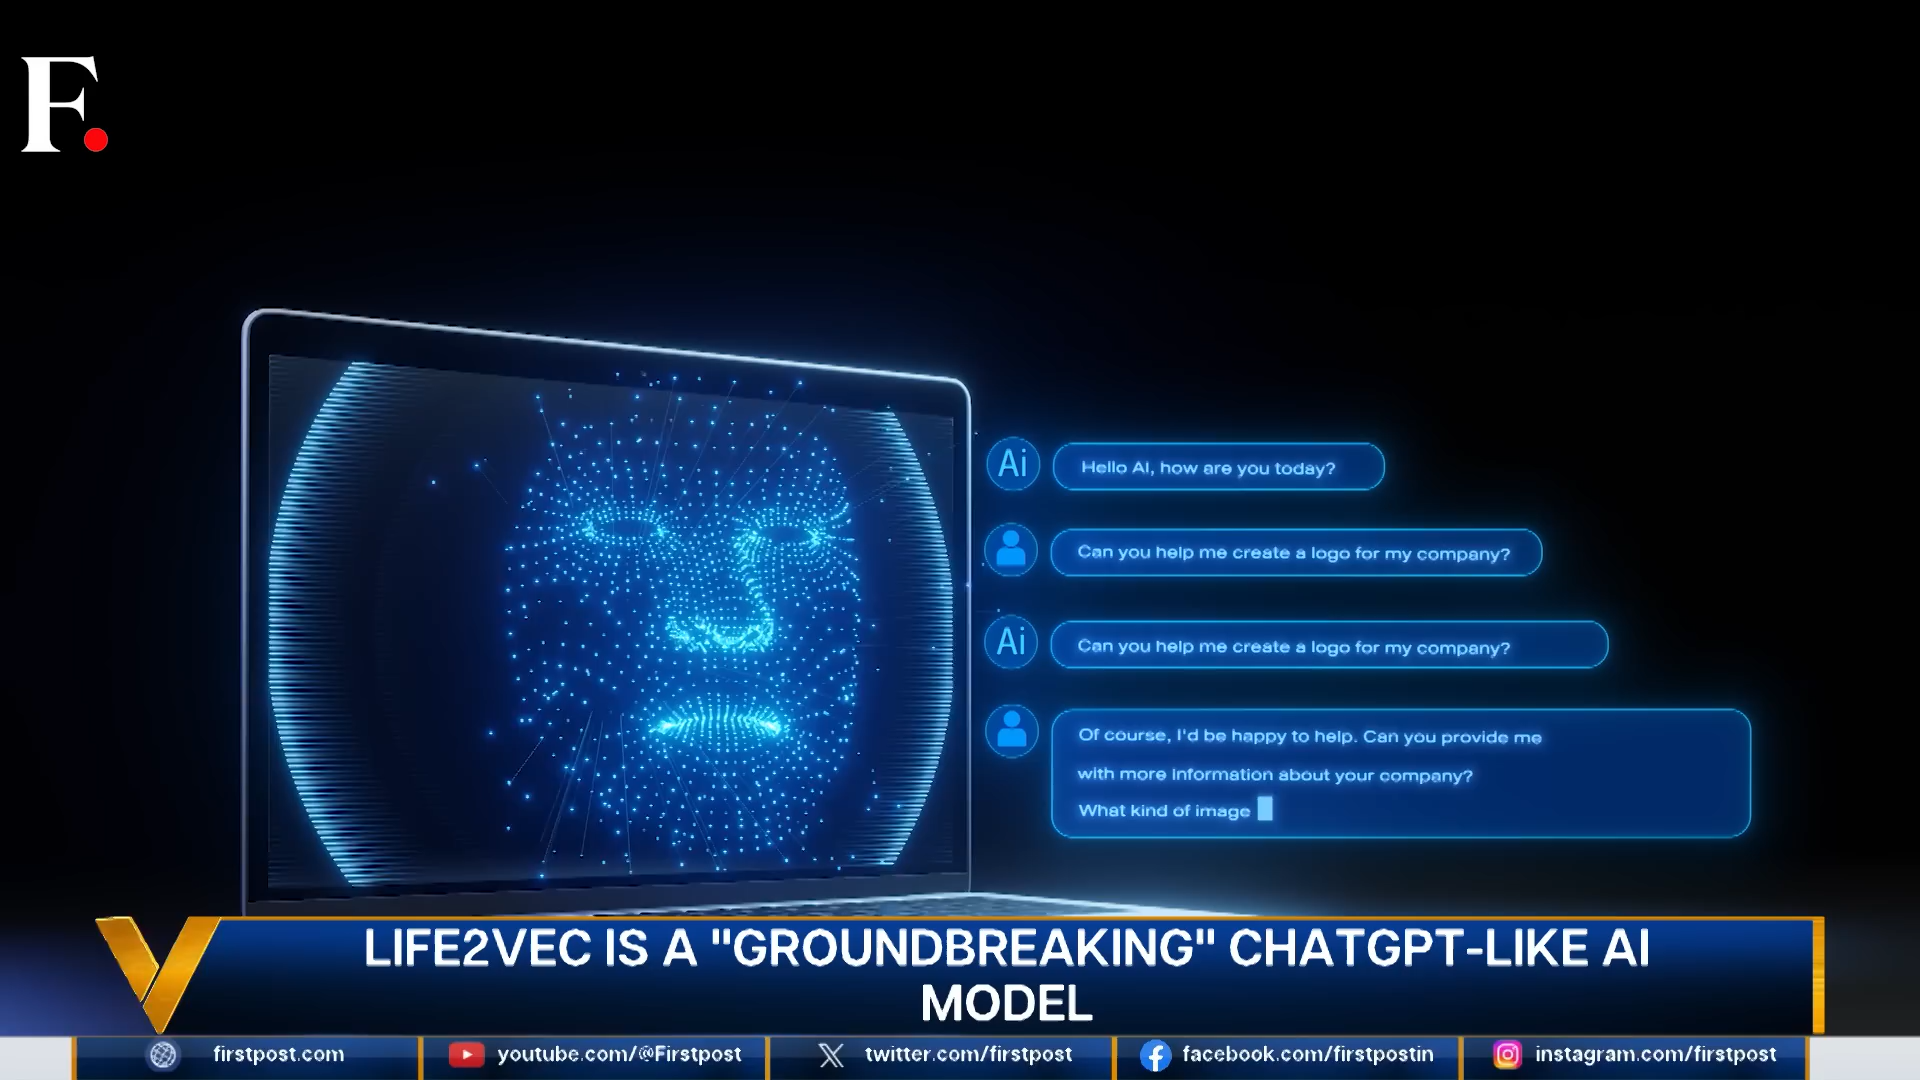 F.
Ai
Hello AI, how are you today?
Can you help me create a logo for my company?
Ai
Can you help me create a logo for my company?
Of course, I'd be happy to help. Can you provide me
with more information about your company?
What kind of image
LIFE2VEC IS A "GROUNDBREAKING" CHATGPT-LIKE AI
MODEL
firstpost.com
youtube.com/@Firstpost
twitter.com/firstpost
facebook.com/firstpostin
instagram.com/firstpost